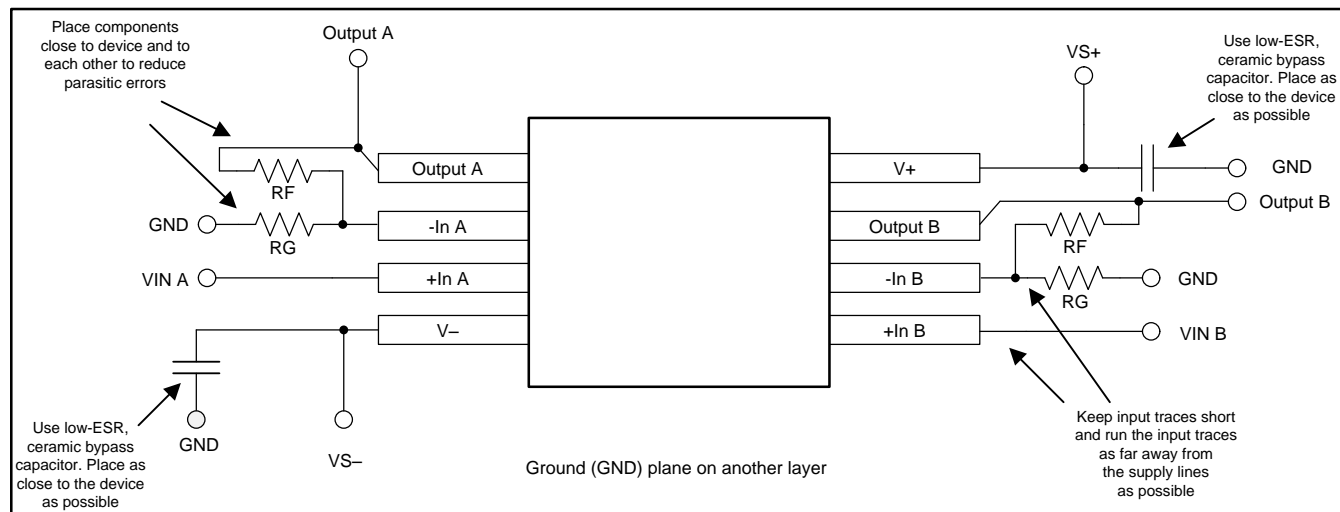 Place components
close to device and to
each other to reduce
parasitic errors
Output A
VS+
Use low-ESR,
ceramic bypass
capacitor. Place as
close to the device
as possible
Output A
RF
V+
GND
GND
RG
-In A
Output B
RF
Output B
VIN A
+In A
-In B
RG
GND
V–
+In B
VIN B
Use low-ESR,
ceramic bypass
capacitor. Place as
close to the device
as possible
GND
VS–
Ground (GND) plane on another layer
Keep input traces short
and run the input traces
as far away from
the supply lines
as possible